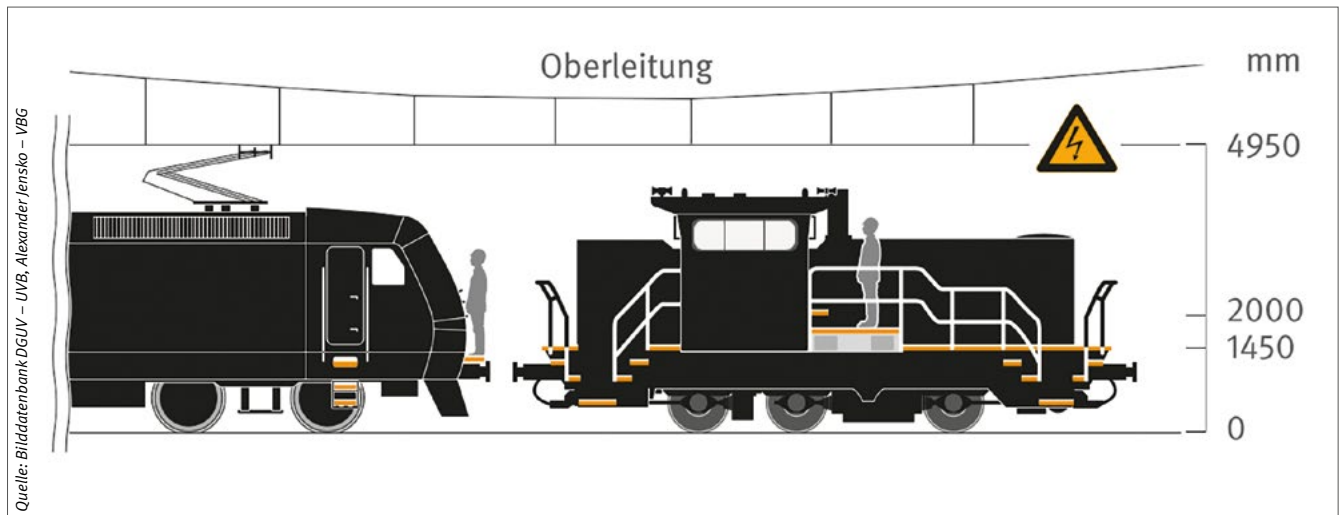 Oberleitung
mm
4950
2000
1450
0
Quelle: Bilddatenbank DGUV – UVB, Alexander Jensko – VBG